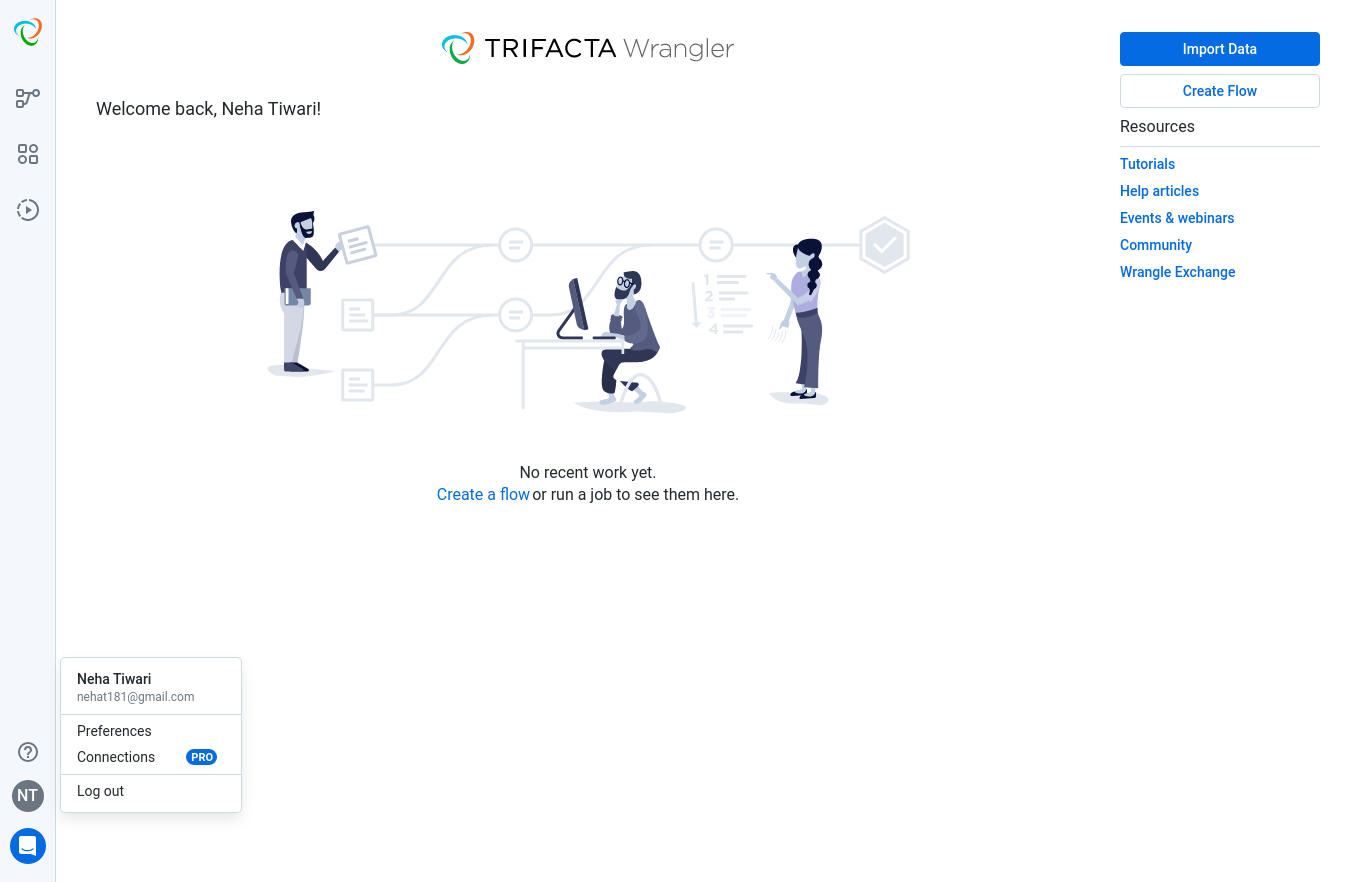 TRIFACTA Wrangler
Welcome back, Neha Tiwari!
Import Data
Create Flow
Resources
Tutorials
Help articles
Events & webinars
Community
Wrangle Exchange
1
2
3
4
No recent work yet.
Create a flow or run a job to see them here.
Neha Tiwari
nehat181@gmail.com
Preferences
Connections PRO
Log out
NT